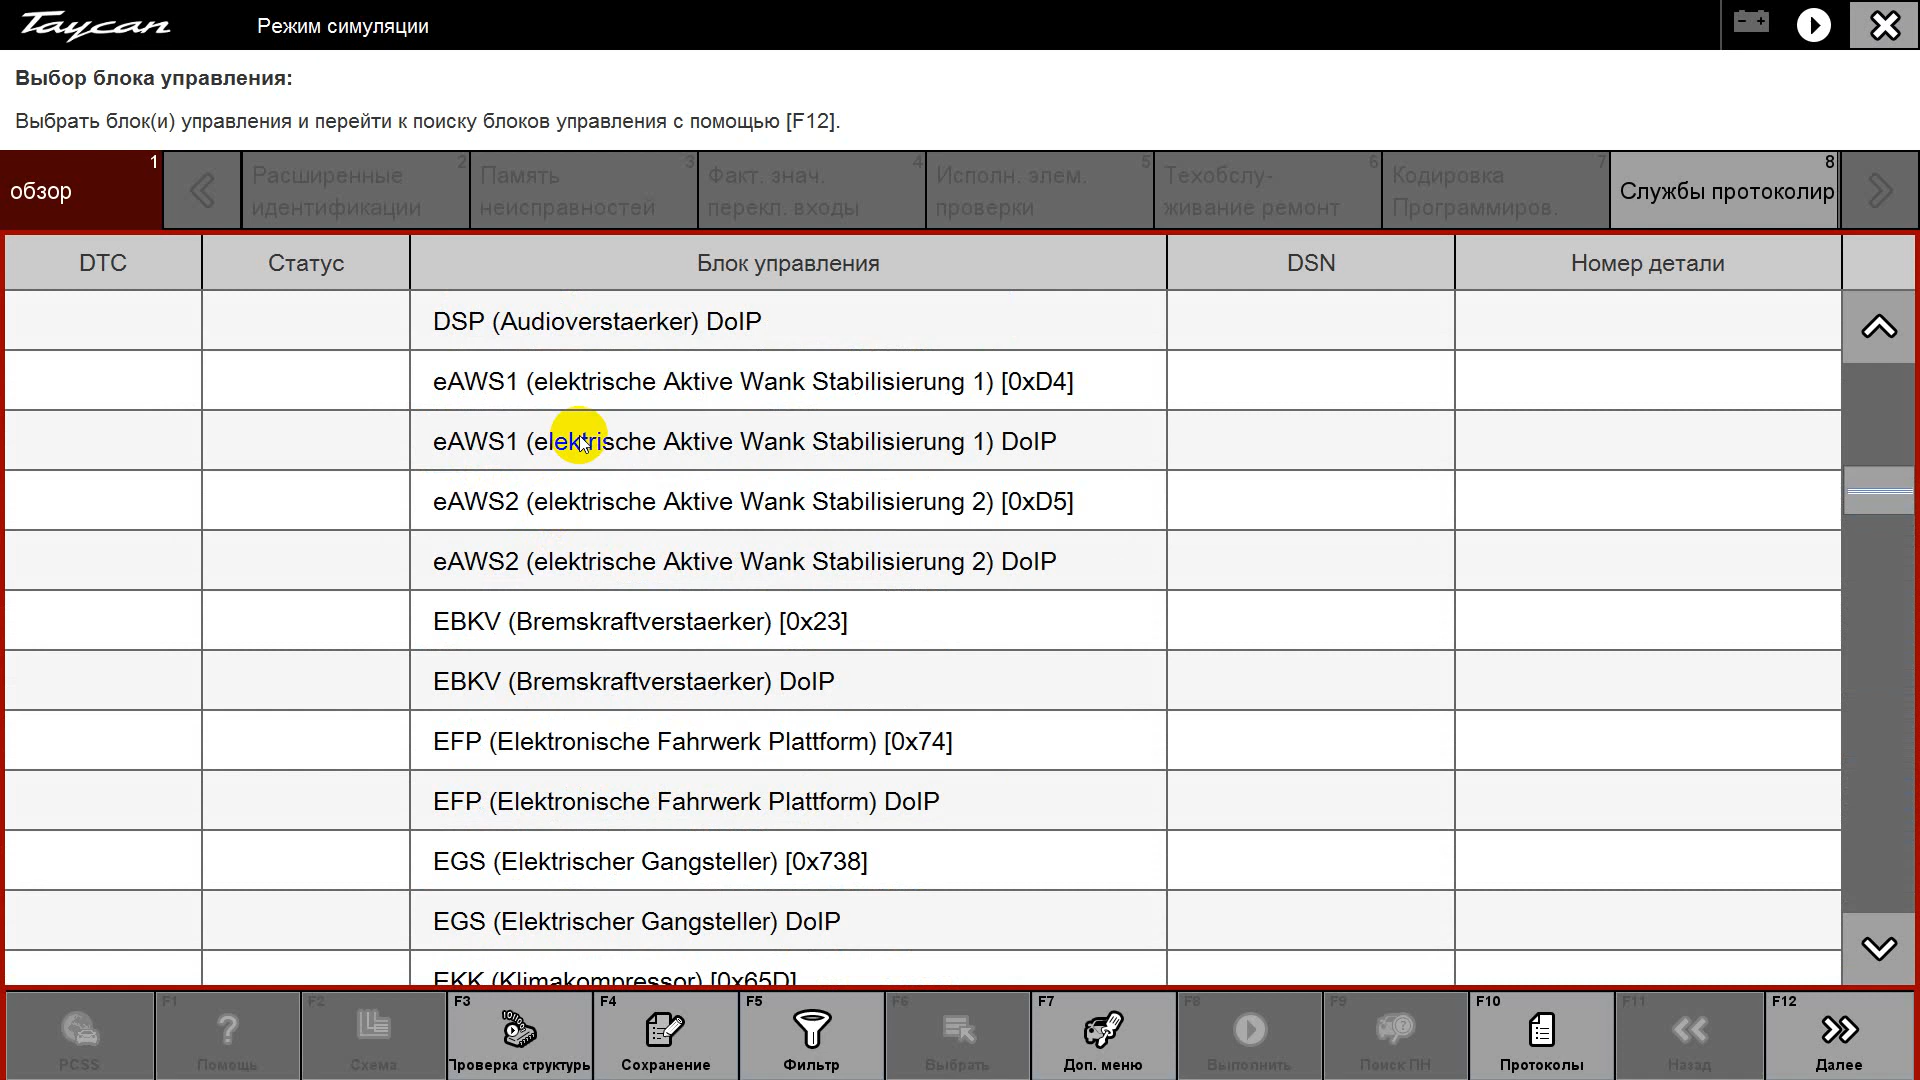 Taycan Режим симуляции
Выбор блока управления:
Выбрать блок(и) управления и перейти к поиску блоков управления с помощью [F12].
1 2 3 4 5 6 7 8
обзор Расширенные идентификации Память неисправностей Факт. знач. перекл. входы Исполн. элем. проверки Техобслу-живание ремонт Кодировка Программиров. Службы протоколир
DTC Статус Блок управления DSN Номер детали
DSP (Audioverstaerker) DoIP
eAWS1 (elektrische Aktive Wank Stabilisierung 1) [0xD4]
eAWS1 (elektrische Aktive Wank Stabilisierung 1) DoIP
eAWS2 (elektrische Aktive Wank Stabilisierung 2) [0xD5]
eAWS2 (elektrische Aktive Wank Stabilisierung 2) DoIP
EBKV (Bremskraftverstaerker) [0x23]
EBKV (Bremskraftverstaerker) DoIP
EFP (Elektronische Fahrwerk Plattform) [0x74]
EFP (Elektronische Fahrwerk Plattform) DoIP
EGS (Elektrischer Gangsteller) [0x738]
EGS (Elektrischer Gangsteller) DoIP
EKK (Klimakompressor) [0x65D]
F1 F2 F3 F4 F5 F6 F7 F8 F9 F10 F11 F12
PCSS Помощь Схема Проверка структуры Сохранение Фильтр Выбрать Доп. меню Выполнить Поиск ПН Протоколы Назад Далее